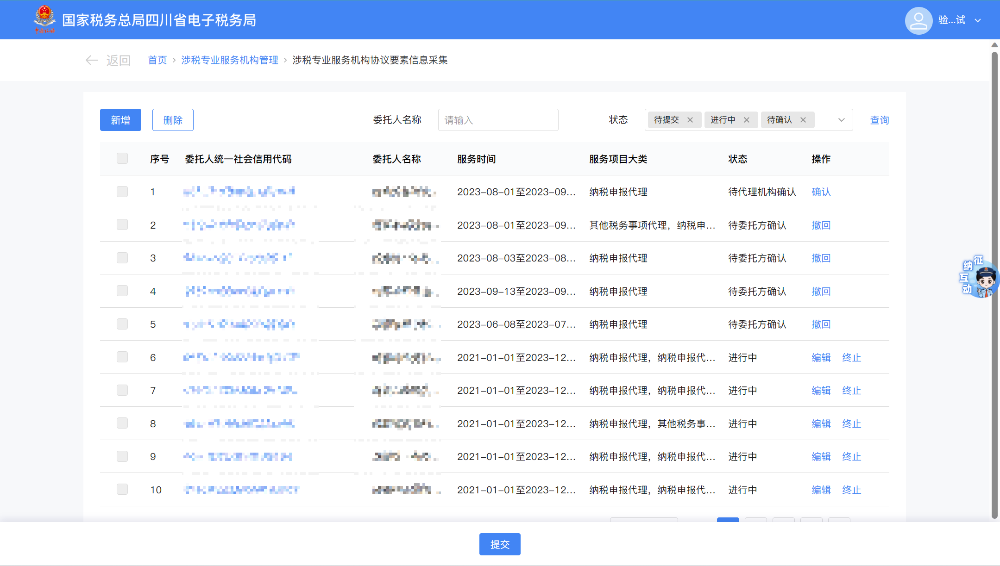 国家税务总局四川省电子税务局
验...试
返回 首页 > 涉税专业服务机构管理 > 涉税专业服务机构协议要素信息采集
新增 删除 委托人名称 请输入 状态 待提交 × 进行中 × 待确认 × 查询
序号 委托人统一社会信用代码 委托人名称 服务时间 服务项目大类 状态 操作
1 2023-08-01至2023-09... 纳税申报代理 待代理机构确认 确认
2 2023-08-01至2023-09... 其他税务事项代理，纳税申... 待委托方确认 撤回
3 2023-08-03至2023-08... 纳税申报代理 待委托方确认 撤回
4 2023-09-13至2023-09... 纳税申报代理 待委托方确认 撤回
5 2023-06-08至2023-07... 纳税申报代理 待委托方确认 撤回
6 2021-01-01至2023-12... 纳税申报代理，纳税申报代... 进行中 编辑 终止
7 2021-01-01至2023-12... 纳税申报代理，纳税申报代... 进行中 编辑 终止
8 2021-01-01至2023-12... 纳税申报代理，其他税务事... 进行中 编辑 终止
9 2021-01-01至2023-12... 纳税申报代理，纳税申报代... 进行中 编辑 终止
10 2021-01-01至2023-12... 纳税申报代理，纳税申报代... 进行中 编辑 终止
征纳互动
提交